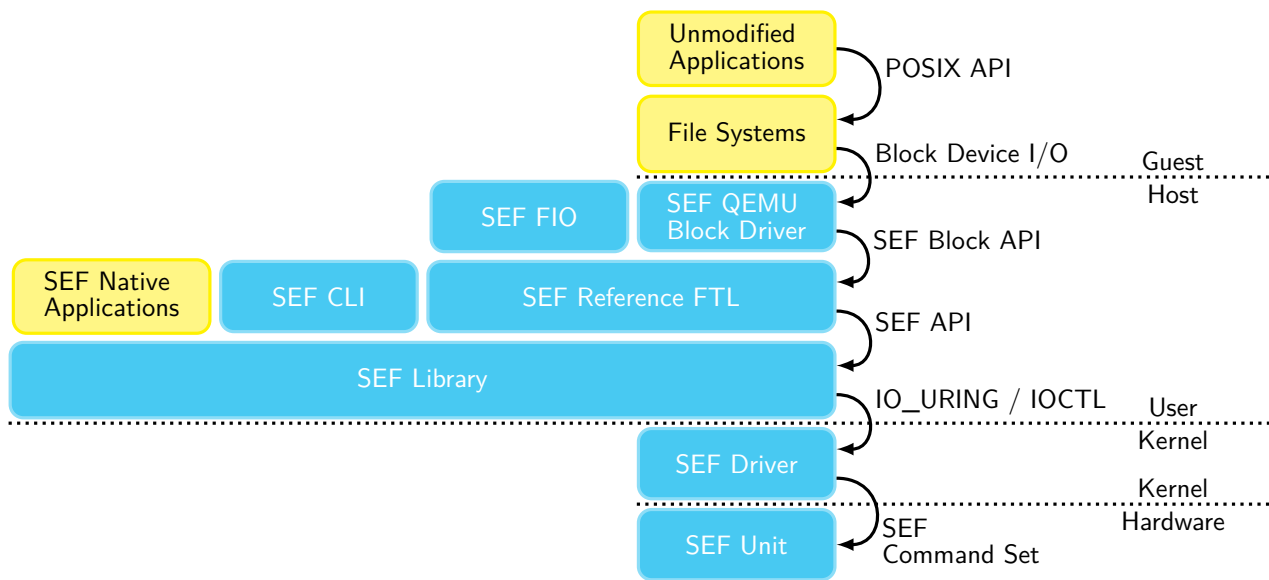 Unmodified
Applications
POSIX API
File Systems
Block Device I/O
Guest
Host
SEF FIO
SEF QEMU
Block Driver
SEF Block API
SEF Native
Applications
SEF CLI
SEF Reference FTL
SEF API
SEF Library
IO_URING / IOCTL
User
Kernel
SEF Driver
Kernel
Hardware
SEF Unit
SEF
Command Set